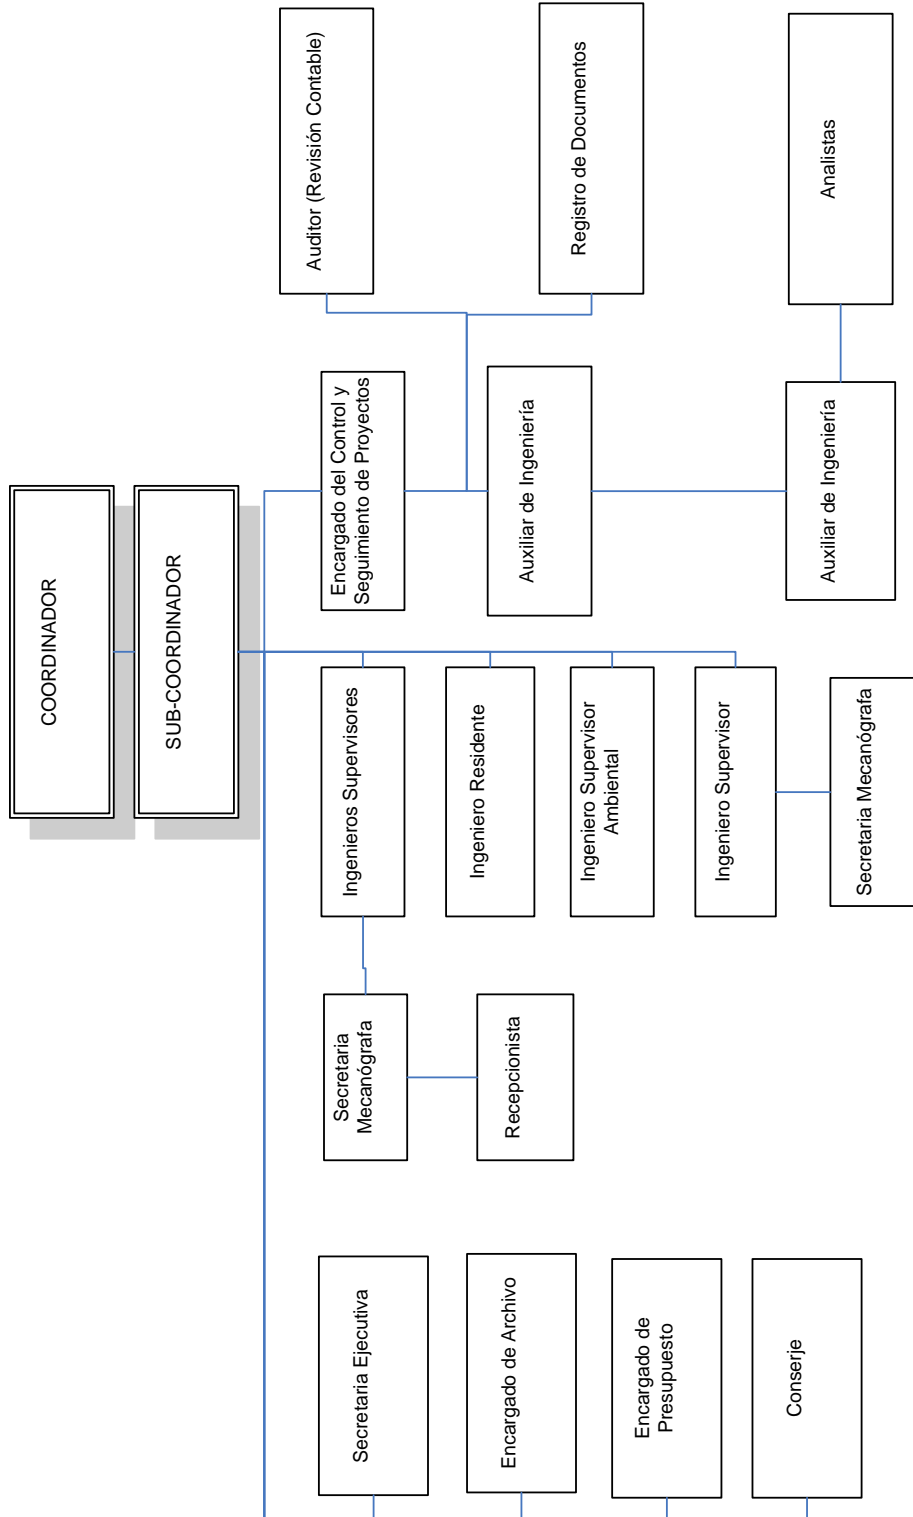 COORDINADOR
SUB-COORDINADOR
Secretaria Ejecutiva
Encargado de Archivo
Encargado de
Presupuesto
Conserje
Secretaria
Mecanógrafa
Recepcionista
Ingenieros Supervisores
Ingeniero Residente
Ingeniero Supervisor
Ambiental
Ingeniero Supervisor
Secretaria Mecanógrafa
Encargado del Control y
Seguimiento de Proyectos
Auxiliar de Ingeniería
Auxiliar de Ingeniería
Auditor (Revisión Contable)
Registro de Documentos
Analistas